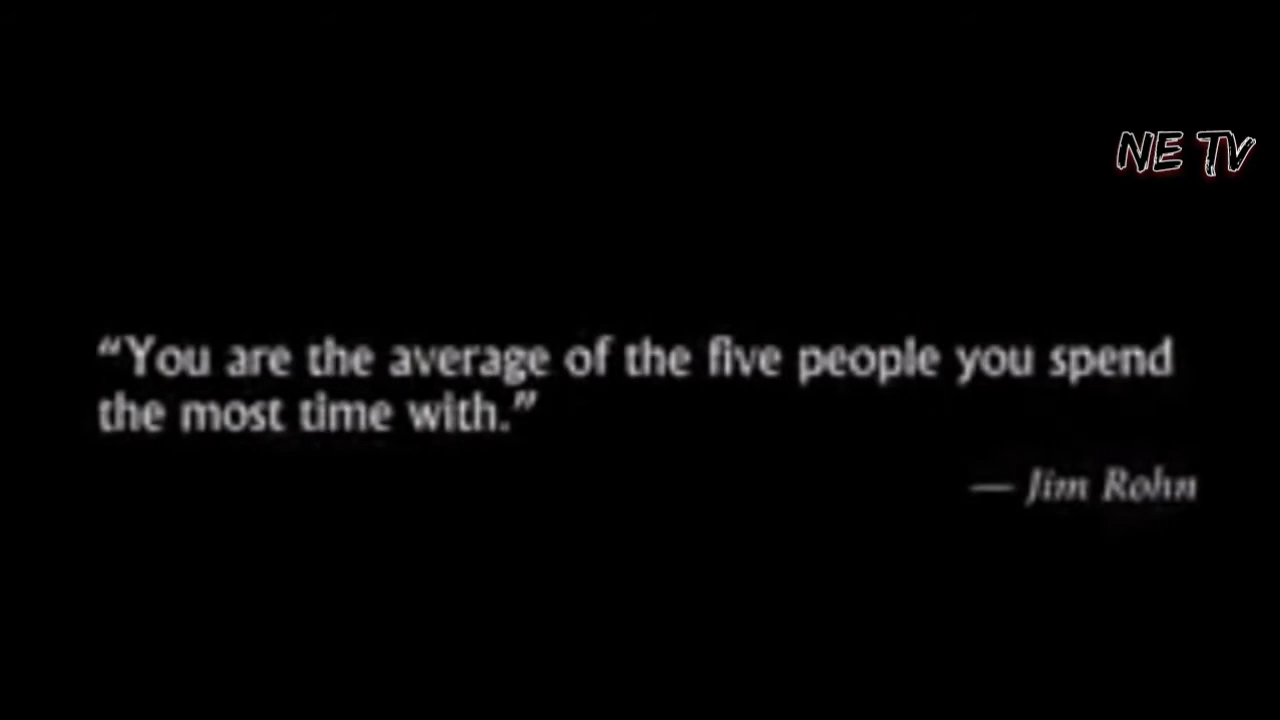 NE TV
“You are the average of the five people you spend
the most time with.”
— Jim Rohn